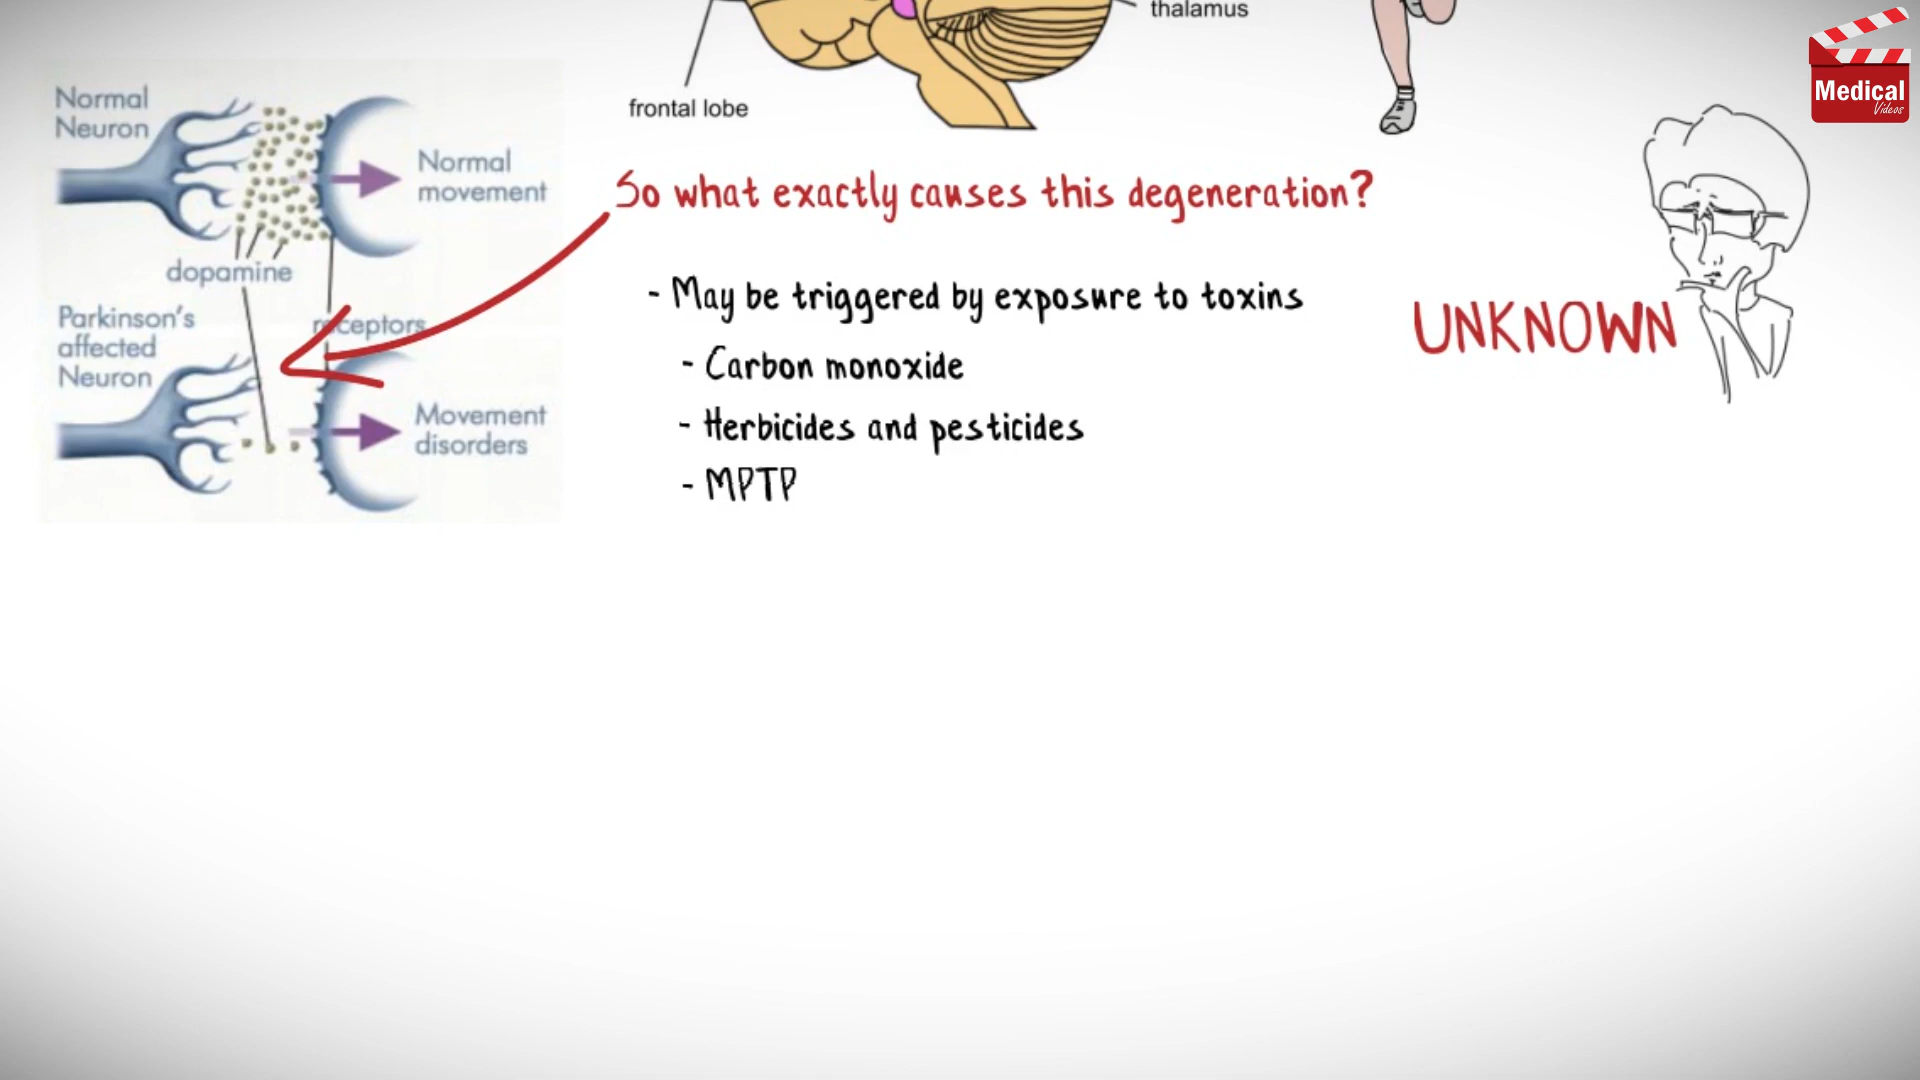 thalamus
frontal lobe
Medical
Videos
Normal
Neuron
Normal
movement
dopamine
Parkinson's
affected
Neuron
receptors
Movement
disorders
So what exactly causes this degeneration?
- May be triggered by exposure to toxins
- Carbon monoxide
- Herbicides and pesticides
- MPTP
UNKNOWN